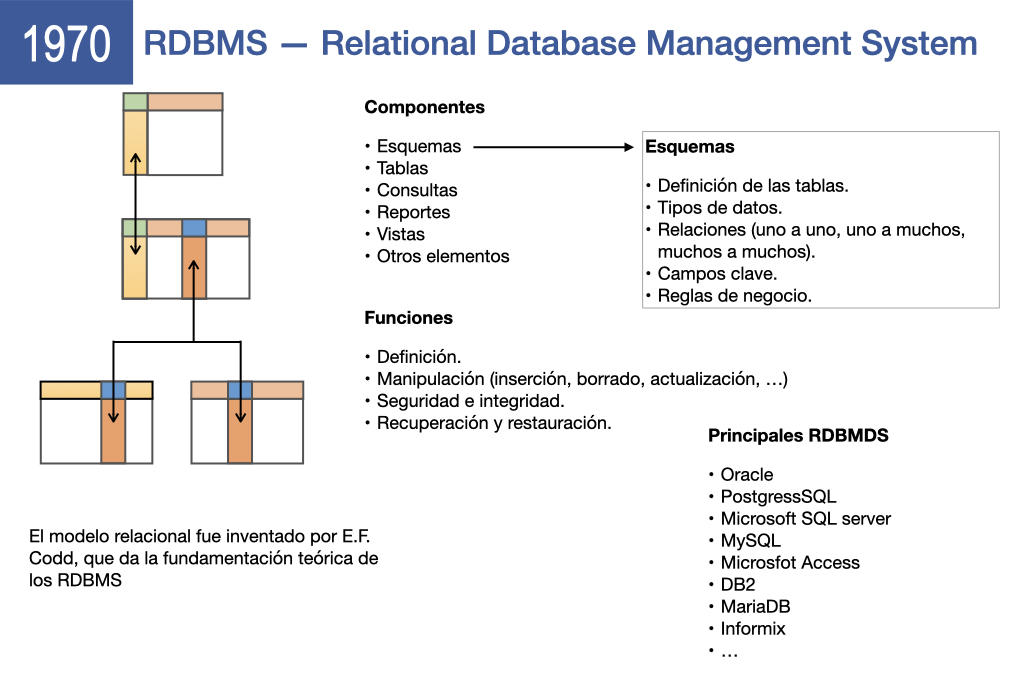 1970
RDBMS — Relational Database Management System
Componentes
• Esquemas
• Tablas
• Consultas
• Reportes
• Vistas
• Otros elementos
Esquemas
• Definición de las tablas.
• Tipos de datos.
• Relaciones (uno a uno, uno a muchos,
muchos a muchos).
• Campos clave.
• Reglas de negocio.
Funciones
• Definición.
• Manipulación (inserción, borrado, actualización, …)
• Seguridad e integridad.
• Recuperación y restauración.
Principales RDBMDS
• Oracle
• PostgressSQL
• Microsoft SQL server
• MySQL
• Microsfot Access
• DB2
• MariaDB
• Informix
• …
El modelo relacional fue inventado por E.F.
Codd, que da la fundamentación teórica de
los RDBMS